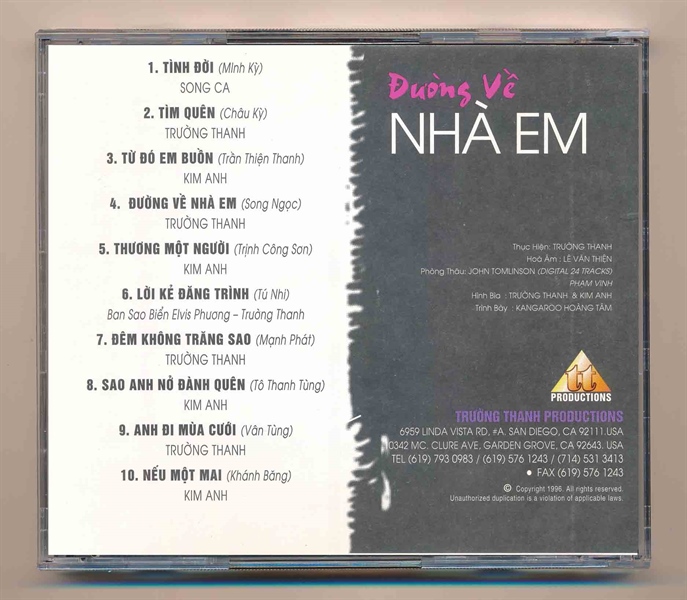 1. TÌNH ĐỜI (Minh Kỳ)
SONG CA
2. TÌM QUÊN (Châu Kỳ)
TRƯỜNG THANH
3. TỪ ĐÓ EM BUỒN (Trần Thiện Thanh)
KIM ANH
4. ĐƯỜNG VỀ NHÀ EM (Song Ngọc)
TRƯỜNG THANH
5. THƯƠNG MỘT NGƯỜI (Trịnh Công Sơn)
KIM ANH
6. LỜI KẺ ĐĂNG TRÌNH (Tú Nhi)
Ban Sao Biển Elvis Phương – Trường Thanh
7. ĐÊM KHÔNG TRĂNG SAO (Mạnh Phát)
TRƯỜNG THANH
8. SAO ANH NỞ ĐÀNH QUÊN (Tô Thanh Tùng)
KIM ANH
9. ANH ĐI MÙA CƯỚI (Vân Tùng)
TRƯỜNG THANH
10. NẾU MỘT MAI (Khánh Băng)
KIM ANH
Đường Về
NHÀ EM
Thực Hiện: TRƯỜNG THANH
Hoà Âm : LÊ VĂN THIỆN
Phòng Thâu: JOHN TOMLINSON (DIGITAL 24 TRACKS)
PHẠM VINH
Hình Bìa : TRƯỜNG THANH & KIM ANH
Trình Bày : KANGAROO HOÀNG TÂM
tt
PRODUCTIONS
TRƯỜNG THANH PRODUCTIONS
6959 LINDA VISTA RD, #A. SAN DIEGO, CA 92111.USA
10342 MC. CLURE AVE, GARDEN GROVE, CA 92643. USA
TEL (619) 793 0983 / (619) 576 1243 / (714) 531 3413
• FAX (619) 576 1243
© Copyright 1996. All rights reserved.
Unauthorized duplication is a violation of applicable laws.